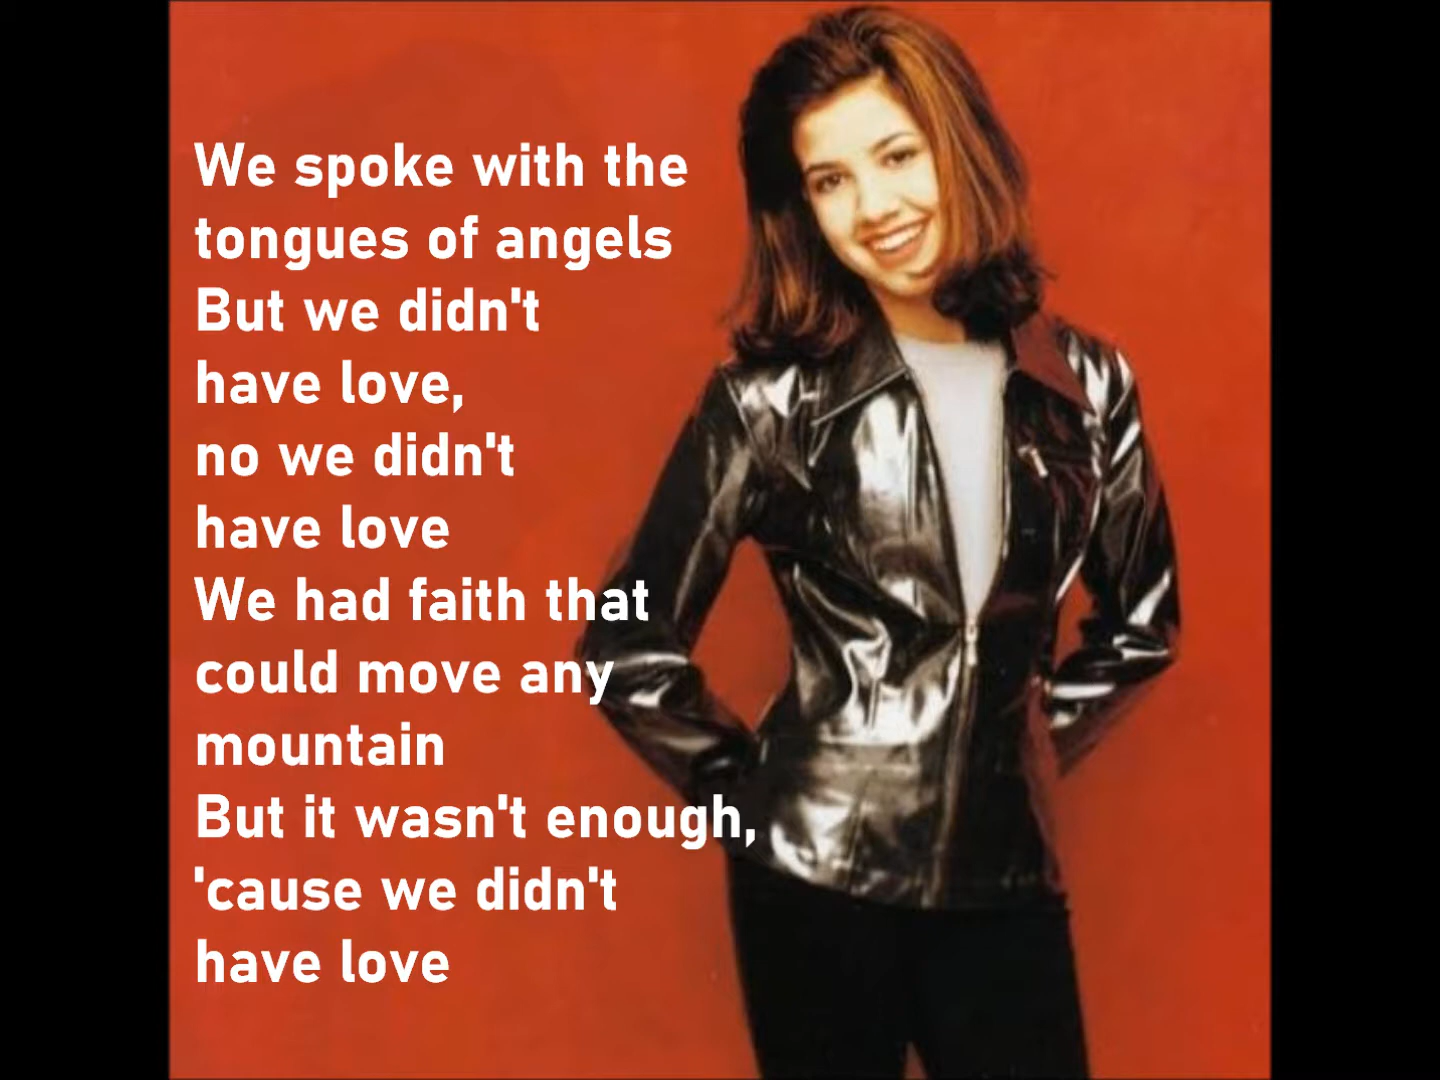 We spoke with the
tongues of angels
But we didn't
have love,
no we didn't
have love
We had faith that
could move any
mountain
But it wasn't enough,
'cause we didn't
have love